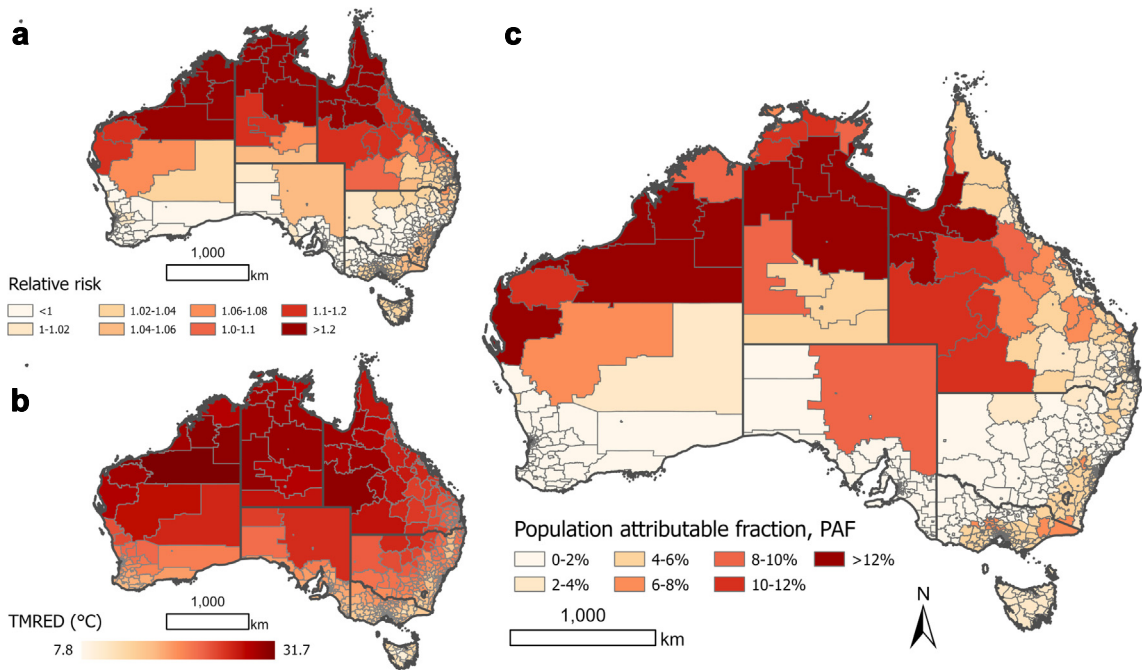 a
1,000
km
Relative risk
<1
1.02-1.04
1.06-1.08
1.1-1.2
1-1.02
1.04-1.06
1.0-1.1
>1.2
b
1,000
km
TMRED (°C)
7.8
31.7
c
Population attributable fraction, PAF
0-2%
4-6%
8-10%
>12%
2-4%
6-8%
10-12%
1,000
km
N